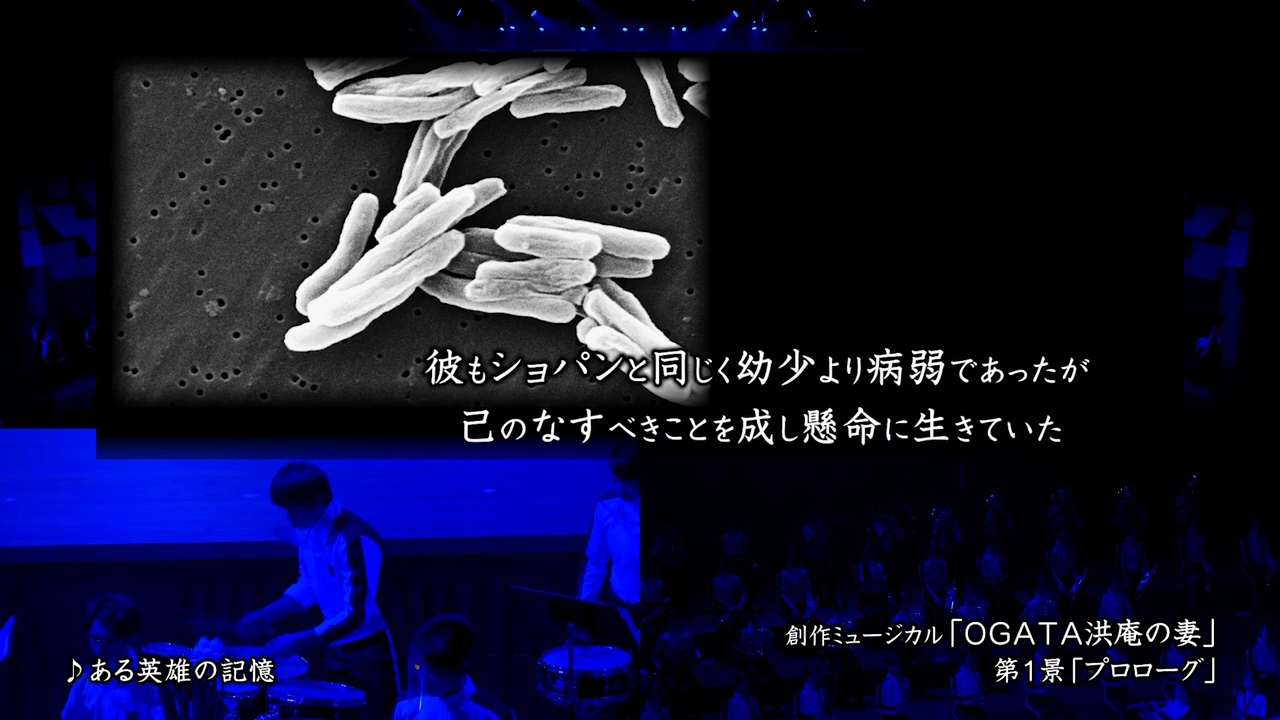 彼もショパンと同じく幼少より病弱であったが
己のなすべきことを成し懸命に生きていた
創作ミュージカル「OGATA洪庵の妻」
第1景「プロローグ」
♪ある英雄の記憶